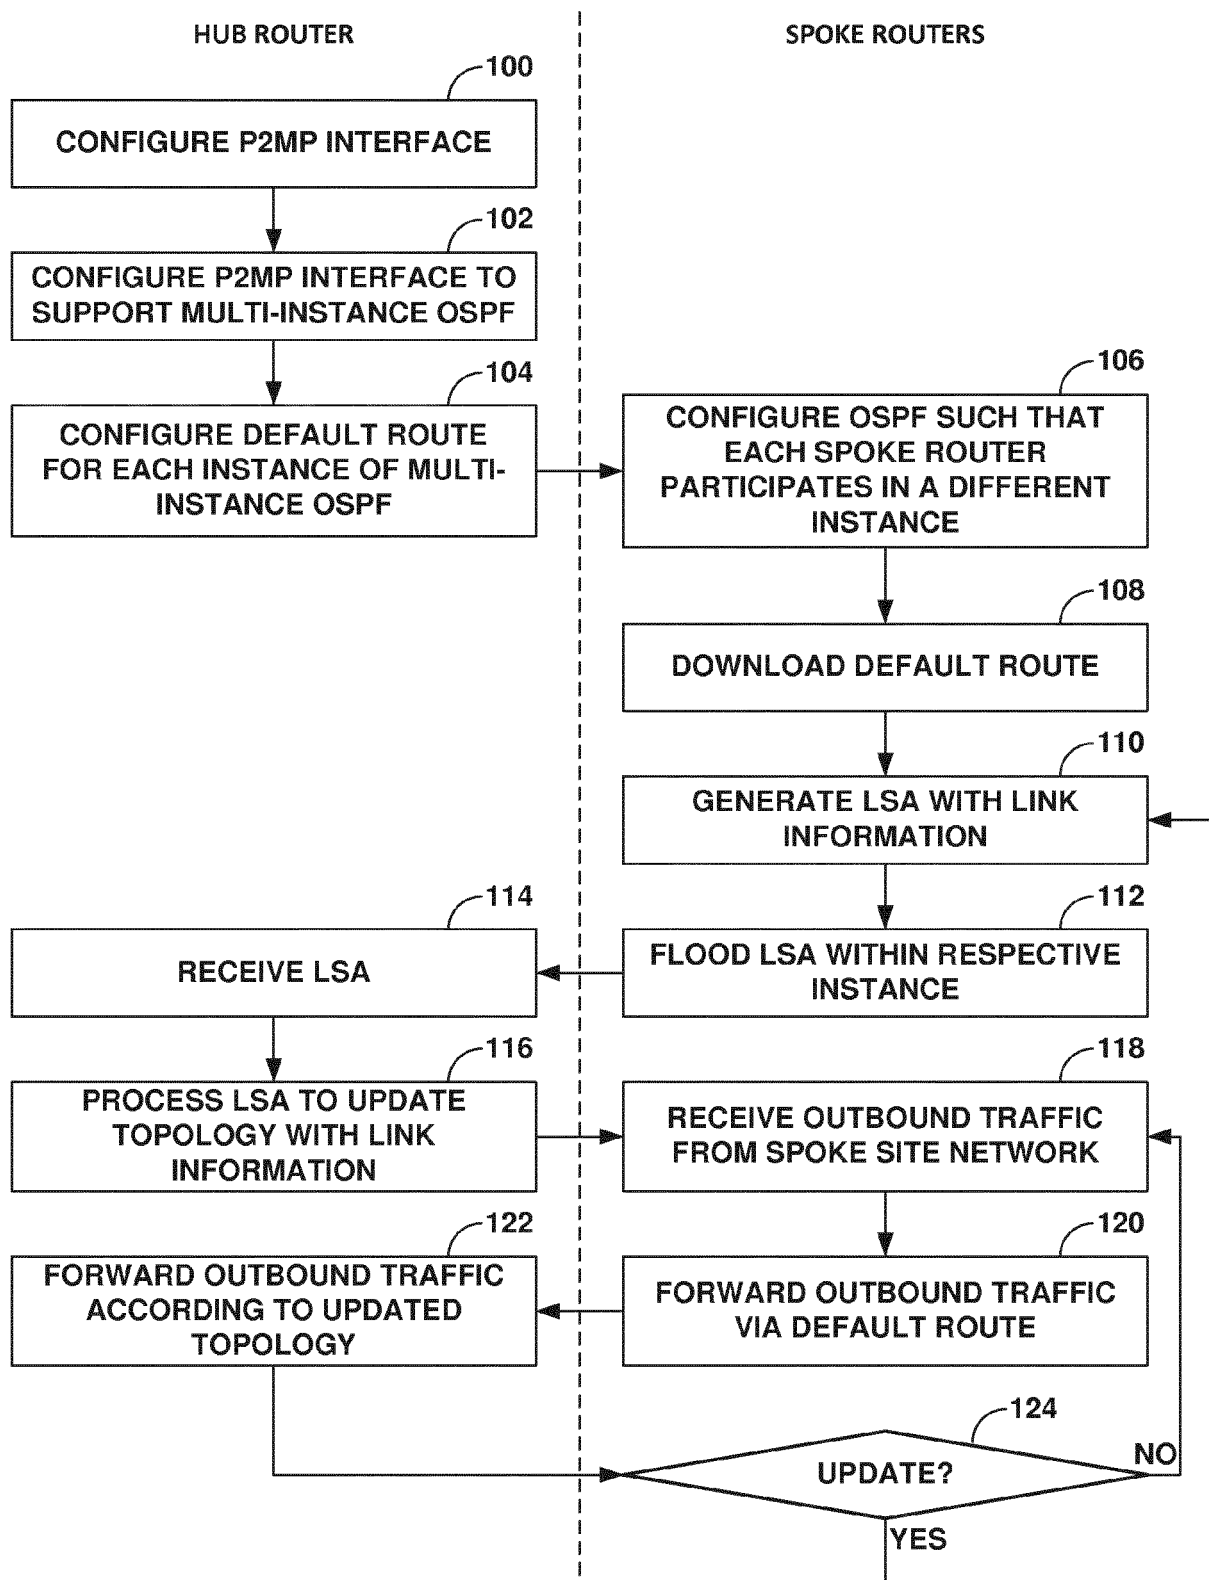 HUB ROUTER
SPOKE ROUTERS
100
CONFIGURE P2MP INTERFACE
102
CONFIGURE P2MP INTERFACE TO
SUPPORT MULTI-INSTANCE OSPF
104
CONFIGURE DEFAULT ROUTE
FOR EACH INSTANCE OF MULTI-
INSTANCE OSPF
106
CONFIGURE OSPF SUCH THAT
EACH SPOKE ROUTER
PARTICIPATES IN A DIFFERENT
INSTANCE
108
DOWNLOAD DEFAULT ROUTE
110
GENERATE LSA WITH LINK
INFORMATION
112
FLOOD LSA WITHIN RESPECTIVE
INSTANCE
114
RECEIVE LSA
116
PROCESS LSA TO UPDATE
TOPOLOGY WITH LINK
INFORMATION
118
RECEIVE OUTBOUND TRAFFIC
FROM SPOKE SITE NETWORK
120
FORWARD OUTBOUND TRAFFIC
VIA DEFAULT ROUTE
122
FORWARD OUTBOUND TRAFFIC
ACCORDING TO UPDATED
TOPOLOGY
124
UPDATE?
NO
YES